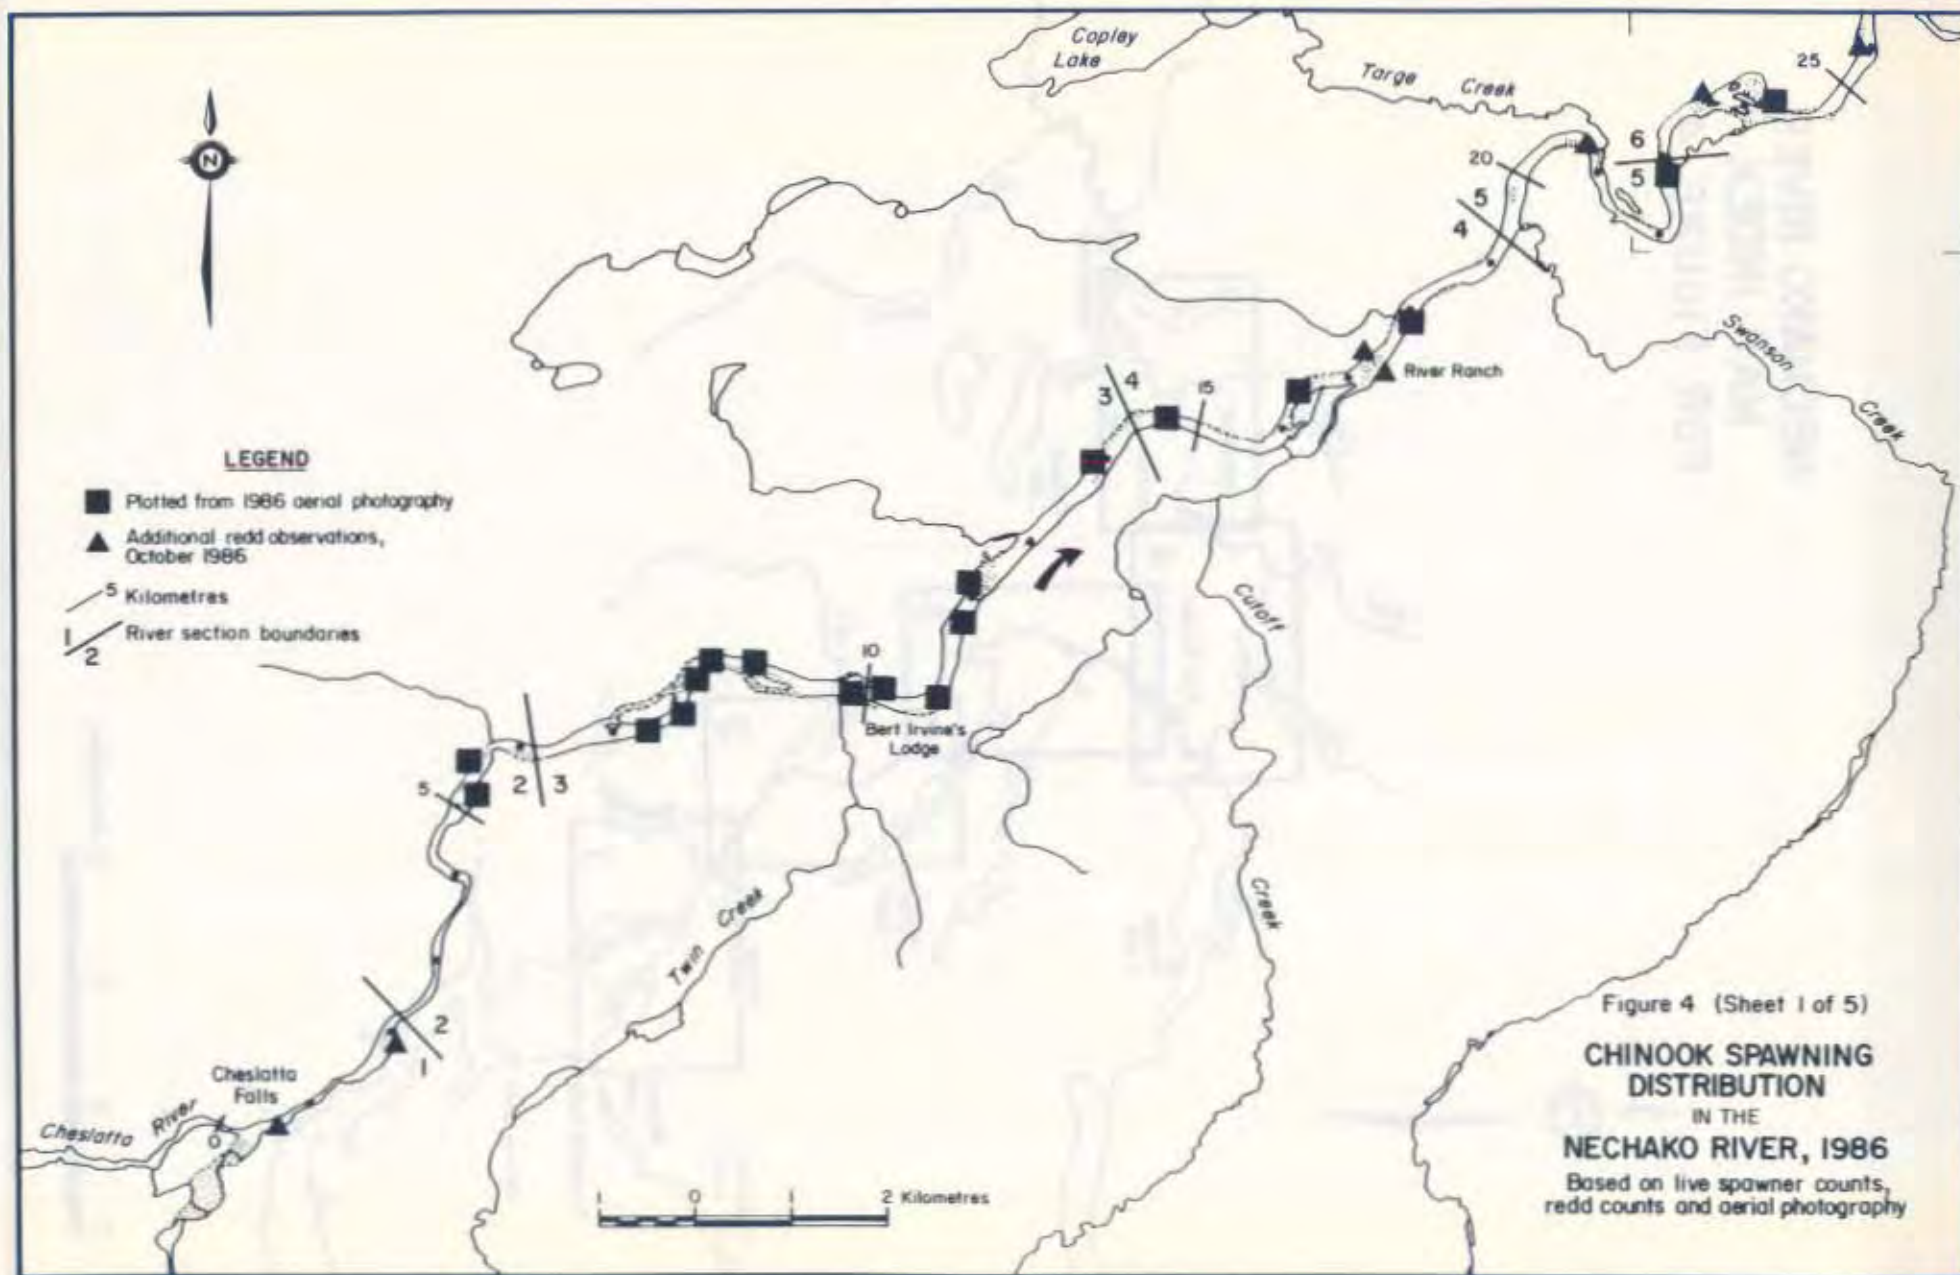 Copley
Lake
Targe Creek
25
6
5
20
5
4
Swanson
Creek
River Ranch
3
4
15
N
LEGEND
Plotted from 1986 aerial photography
Additional redd observations,
October 1986
5 Kilometres
1
2
River section boundaries
Cutoff
Creek
10
Bert Irvine's
Lodge
2
3
5
Twin Creek
2
1
Cheslatta
Falls
Cheslatta River
0
1 0 1 2 Kilometres
Figure 4 (Sheet 1 of 5)
CHINOOK SPAWNING
DISTRIBUTION
IN THE
NECHAKO RIVER, 1986
Based on live spawner counts,
redd counts and aerial photography